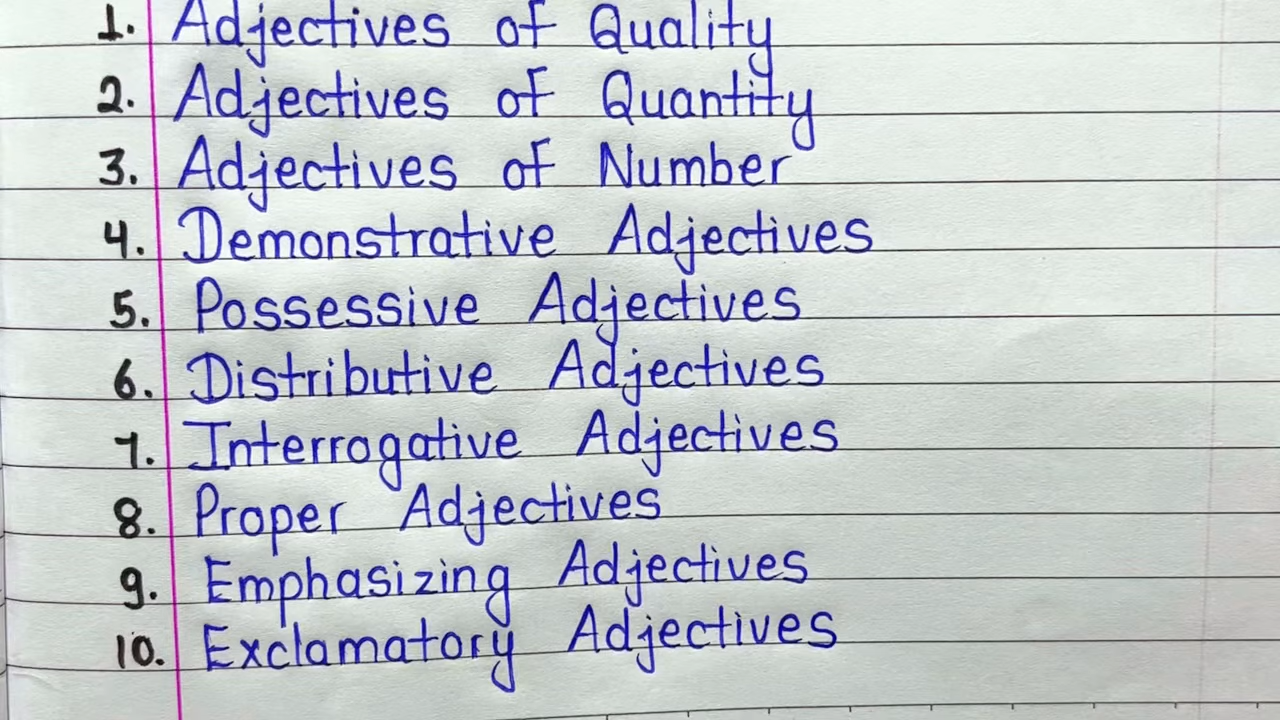 1. Adjectives of Quality
2. Adjectives of Quantity
3. Adjectives of Number
4. Demonstrative Adjectives
5. Possessive Adjectives
6. Distributive Adjectives
7. Interrogative Adjectives
8. Proper Adjectives
9. Emphasizing Adjectives
10. Exclamatory Adjectives